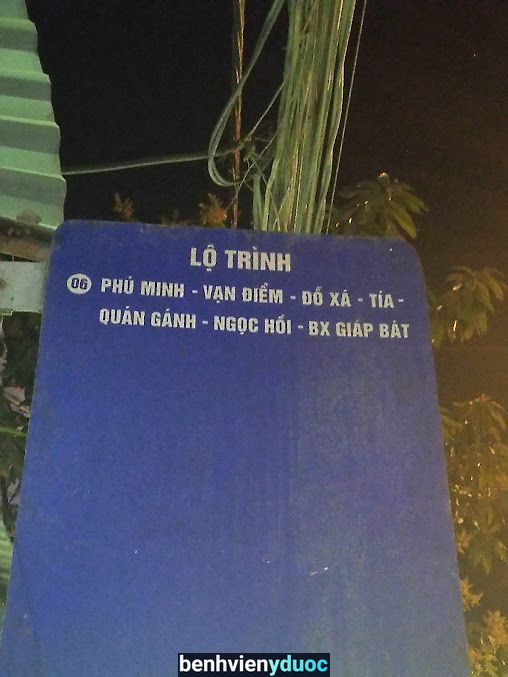 LỘ TRÌNH
06 PHÚ MINH - VẠN ĐIỂM - ĐỖ XÁ - TÍA -
QUÁN GÁNH - NGỌC HỒI - BX GIÁP BÁT
benhvienyduoc